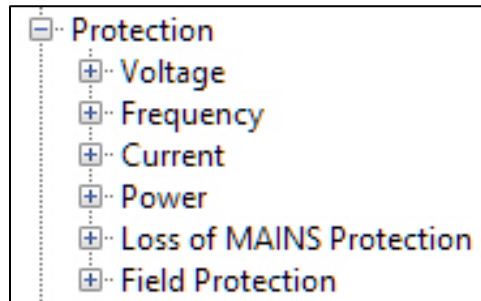 Protection
Voltage
Frequency
Current
Power
Loss of MAINS Protection
Field Protection